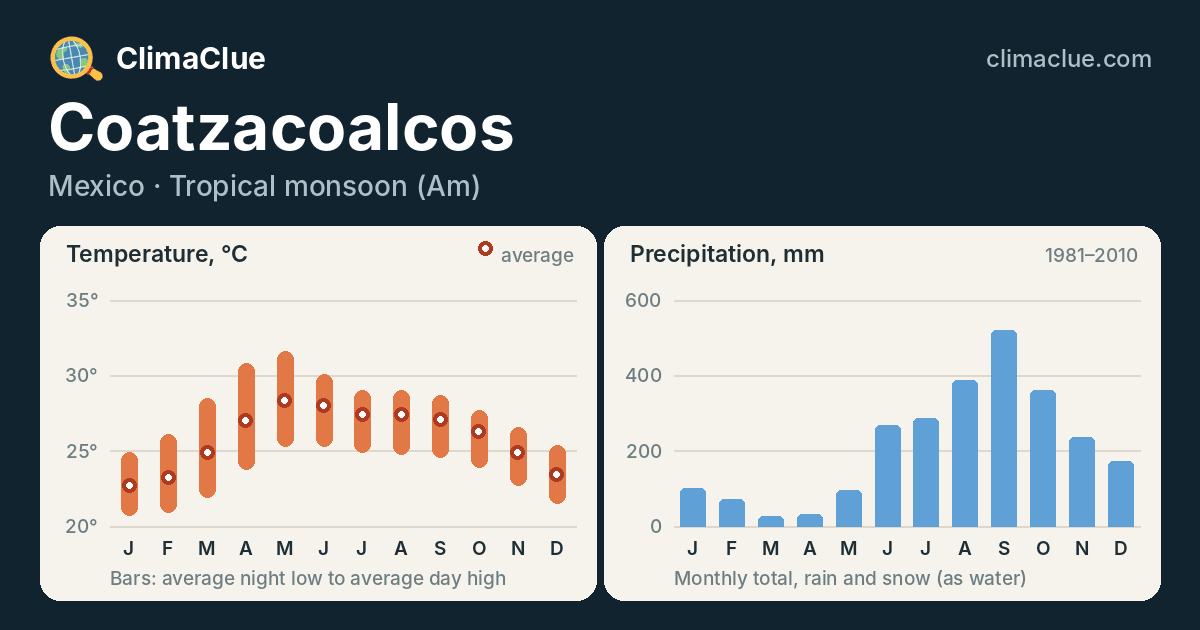 ClimaClue
climaclue.com
Coatzacoalcos
Mexico · Tropical monsoon (Am)
Temperature, °C
average
35°
30°
25°
20°
J F M A M J J A S O N D
Bars: average night low to average day high
Precipitation, mm
1981–2010
600
400
200
0
J F M A M J J A S O N D
Monthly total, rain and snow (as water)